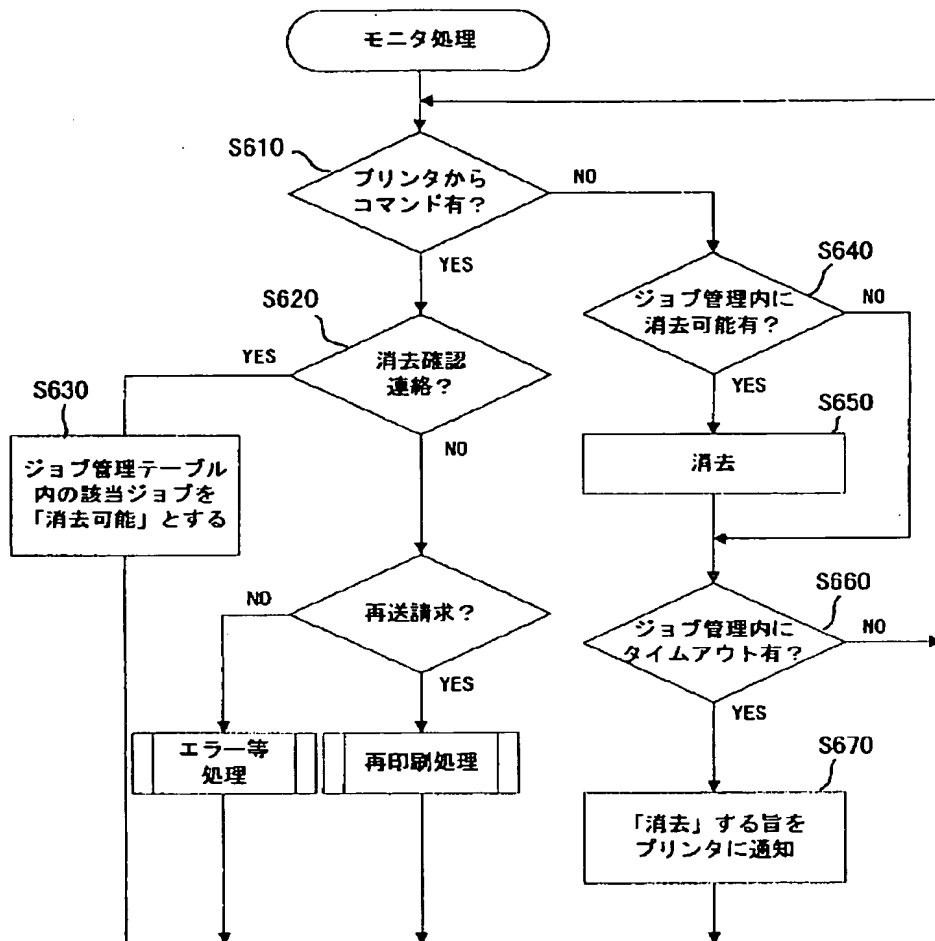 モニタ処理
S610
プリンタから
コマンド有？
NO
YES
S640
ジョブ管理内に
消去可能有？
NO
YES
S620
消去確認
連絡？
YES
NO
S630
ジョブ管理テーブル
内の該当ジョブを
「消去可能」とする
S650
消去
再送請求？
NO
YES
S660
ジョブ管理内に
タイムアウト有？
NO
YES
エラー等
処理
再印刷処理
S670
「消去」する旨を
プリンタに通知